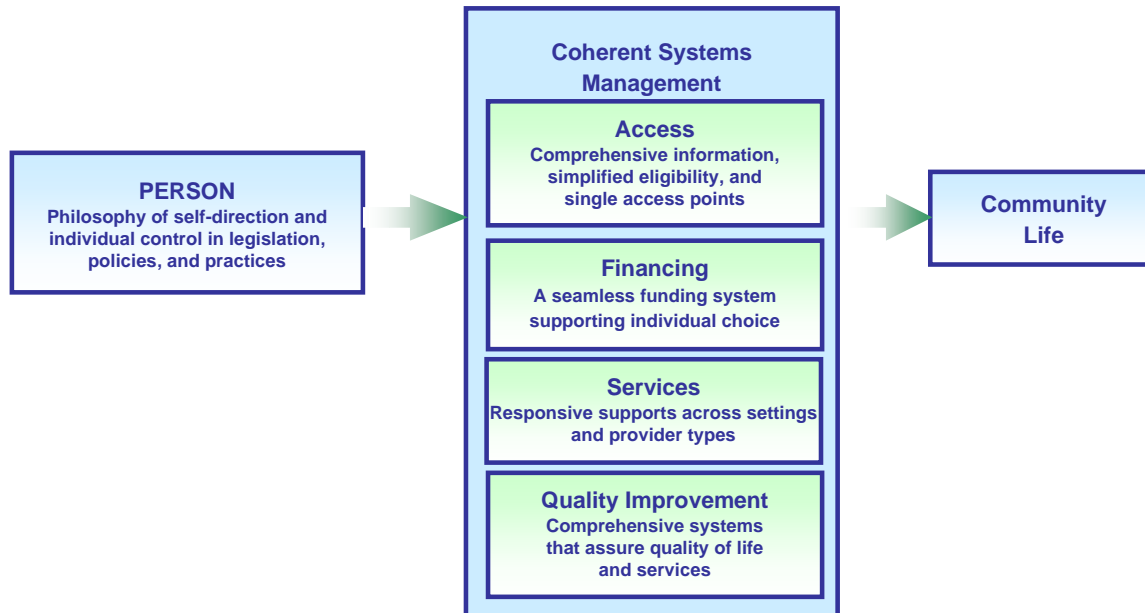 PERSON
Philosophy of self-direction and
individual control in legislation,
policies, and practices
Coherent Systems
Management
Access
Comprehensive information,
simplified eligibility, and
single access points
Financing
A seamless funding system
supporting individual choice
Services
Responsive supports across settings
and provider types
Quality Improvement
Comprehensive systems
that assure quality of life
and services
Community
Life